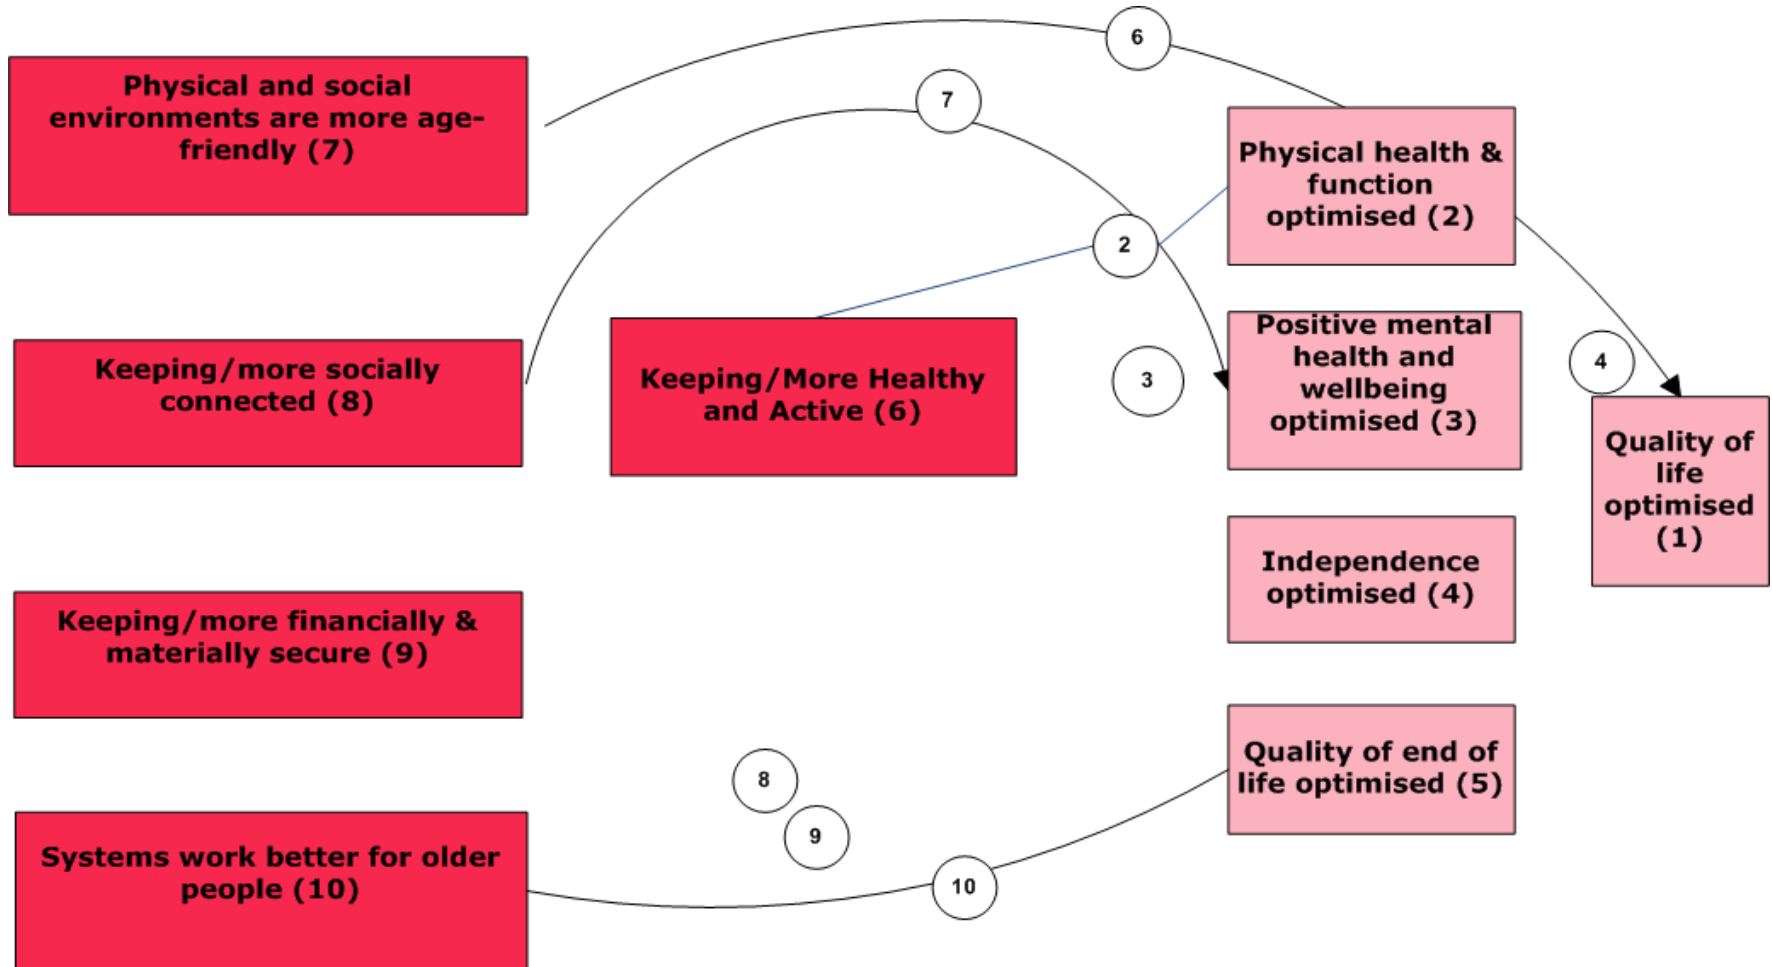 6
7
Physical and social
environments are more age-
friendly (7)
Physical health &
function
optimised (2)
2
Keeping/more socially
connected (8)
Keeping/More Healthy
and Active (6)
3
Positive mental
health and
wellbeing
optimised (3)
4
Quality of
life
optimised
(1)
Independence
optimised (4)
Keeping/more financially &
materially secure (9)
Quality of end of
life optimised (5)
8
9
10
Systems work better for older
people (10)